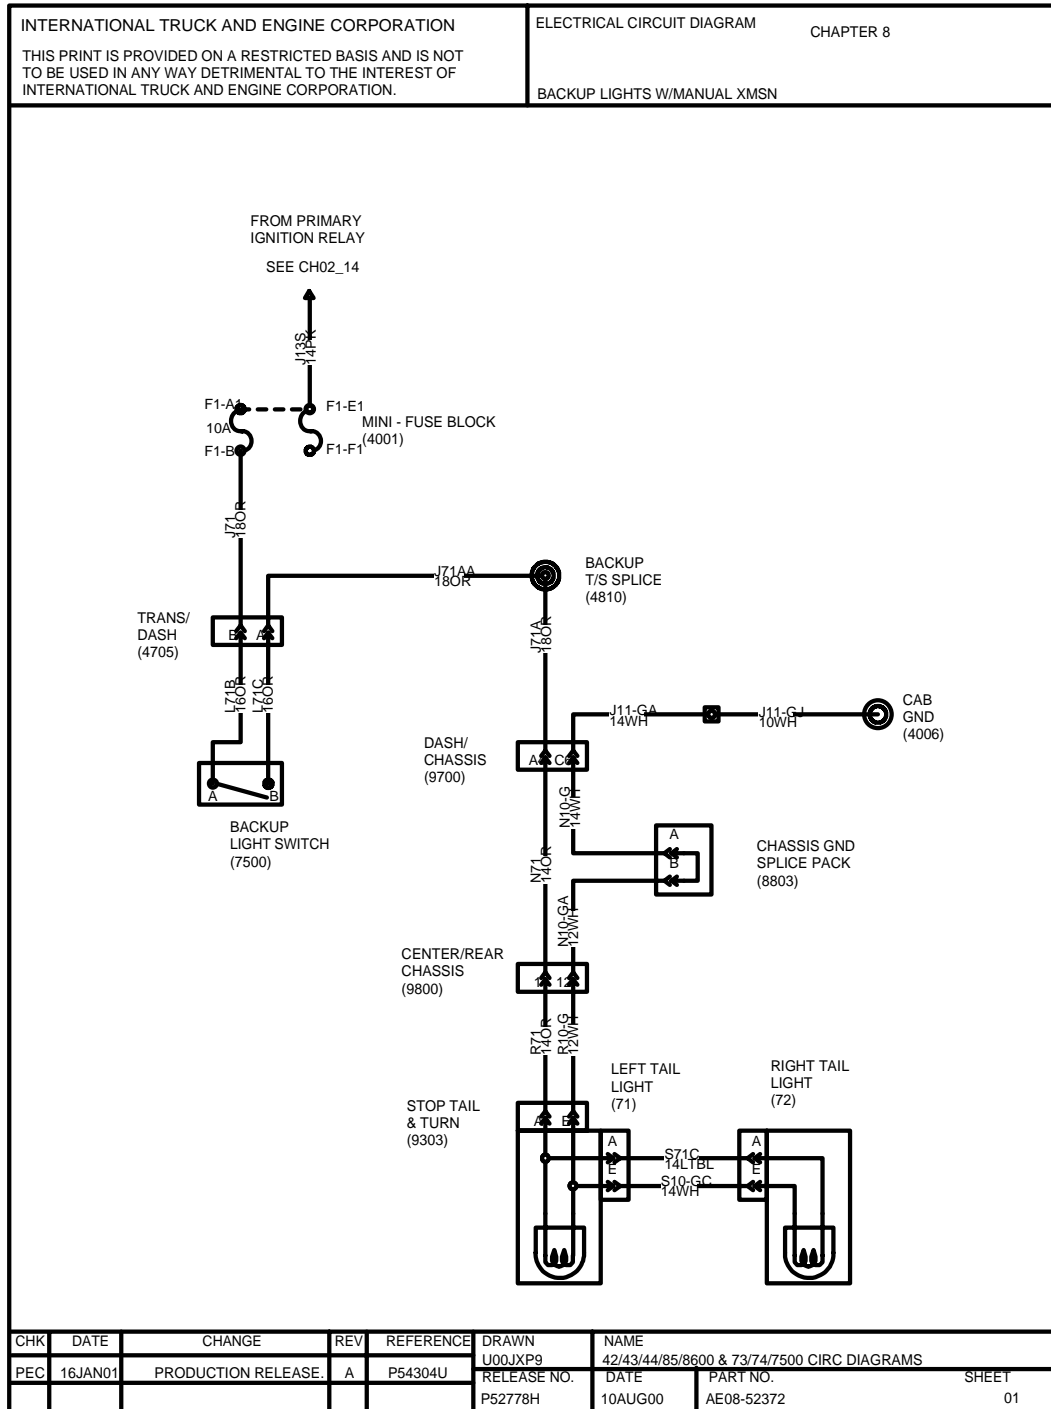 INTERNATIONAL TRUCK AND ENGINE CORPORATION
THIS PRINT IS PROVIDED ON A RESTRICTED BASIS AND IS NOT
TO BE USED IN ANY WAY DETRIMENTAL TO THE INTEREST OF
INTERNATIONAL TRUCK AND ENGINE CORPORATION.
ELECTRICAL CIRCUIT DIAGRAM
CHAPTER 8
BACKUP LIGHTS W/MANUAL XMSN
FROM PRIMARY
IGNITION RELAY
SEE CH02_14
J13S
14PK
F1-A1
F1-E1
10A
MINI - FUSE BLOCK
(4001)
F1-B
F1-F1
J71
18OR
J71AA
18OR
BACKUP
T/S SPLICE
(4810)
TRANS/
DASH
(4705)
B
A
J71A
18OR
L71B
16OR
L71C
16OR
J11-GA
14WH
J11-GJ
10WH
CAB
GND
(4006)
DASH/
CHASSIS
(9700)
A
A
B
BACKUP
LIGHT SWITCH
(7500)
N10-G
14WH
A
B
CHASSIS GND
SPLICE PACK
(8803)
N71
14OR
N10-GA
12WH
CENTER/REAR
CHASSIS
(9800)
R71
14OR
R10-G
12WH
LEFT TAIL
LIGHT
(71)
RIGHT TAIL
LIGHT
(72)
STOP TAIL
& TURN
(9303)
A
E
A
E
S71C
14LTBL
S10-GC
14WH
A
E
CHK DATE CHANGE REV REFERENCE DRAWN NAME
U00JXP9 42/43/44/85/8600 & 73/74/7500 CIRC DIAGRAMS
PEC 16JAN01 PRODUCTION RELEASE. A P54304U RELEASE NO. DATE PART NO. SHEET
P52778H 10AUG00 AE08-52372 01